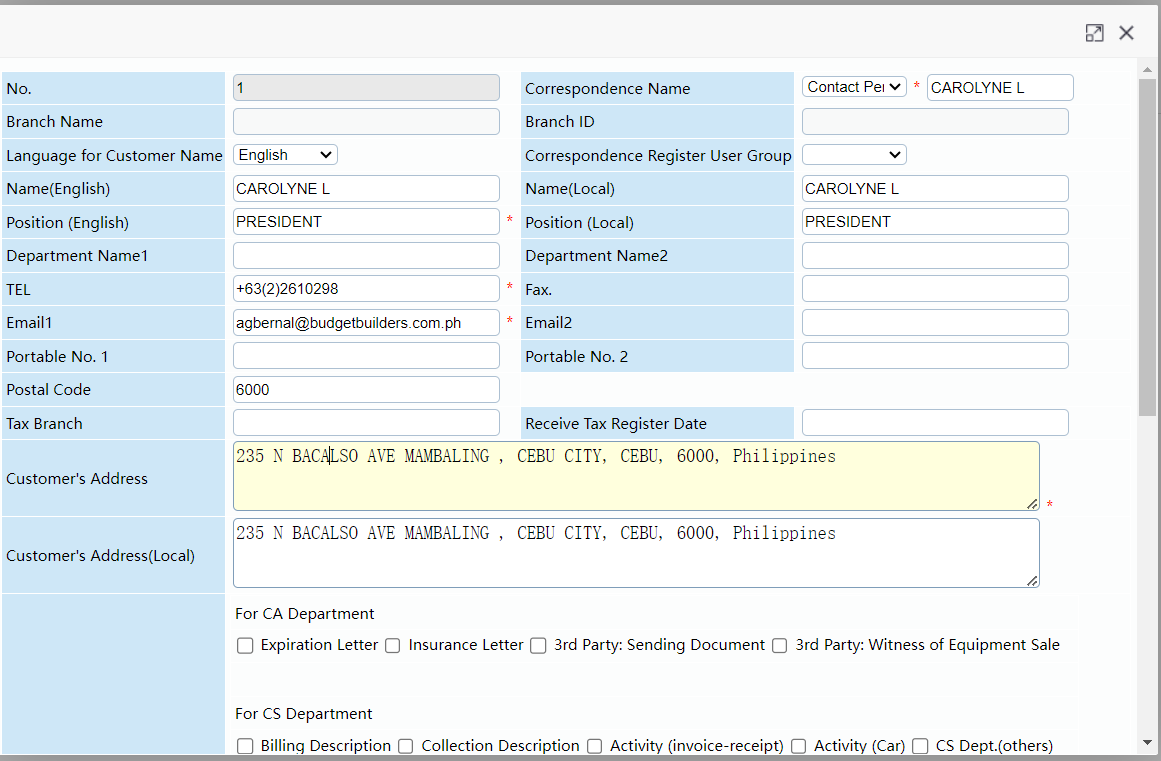 No. 1 Correspondence Name Contact Per * CAROLYNE L
Branch Name Branch ID
Language for Customer Name English Correspondence Register User Group
Name(English) CAROLYNE L Name(Local) CAROLYNE L
Position (English) PRESIDENT * Position (Local) PRESIDENT
Department Name1 Department Name2
TEL +63(2)2610298 * Fax.
Email1 agbernal@budgetbuilders.com.ph * Email2
Portable No. 1 Portable No. 2
Postal Code 6000
Tax Branch Receive Tax Register Date
Customer's Address 235 N BACALSO AVE MAMBALING , CEBU CITY, CEBU, 6000, Philippines *
Customer's Address(Local) 235 N BACALSO AVE MAMBALING , CEBU CITY, CEBU, 6000, Philippines
For CA Department
Expiration Letter Insurance Letter 3rd Party: Sending Document 3rd Party: Witness of Equipment Sale
For CS Department
Billing Description Collection Description Activity (invoice-receipt) Activity (Car) CS Dept.(others)